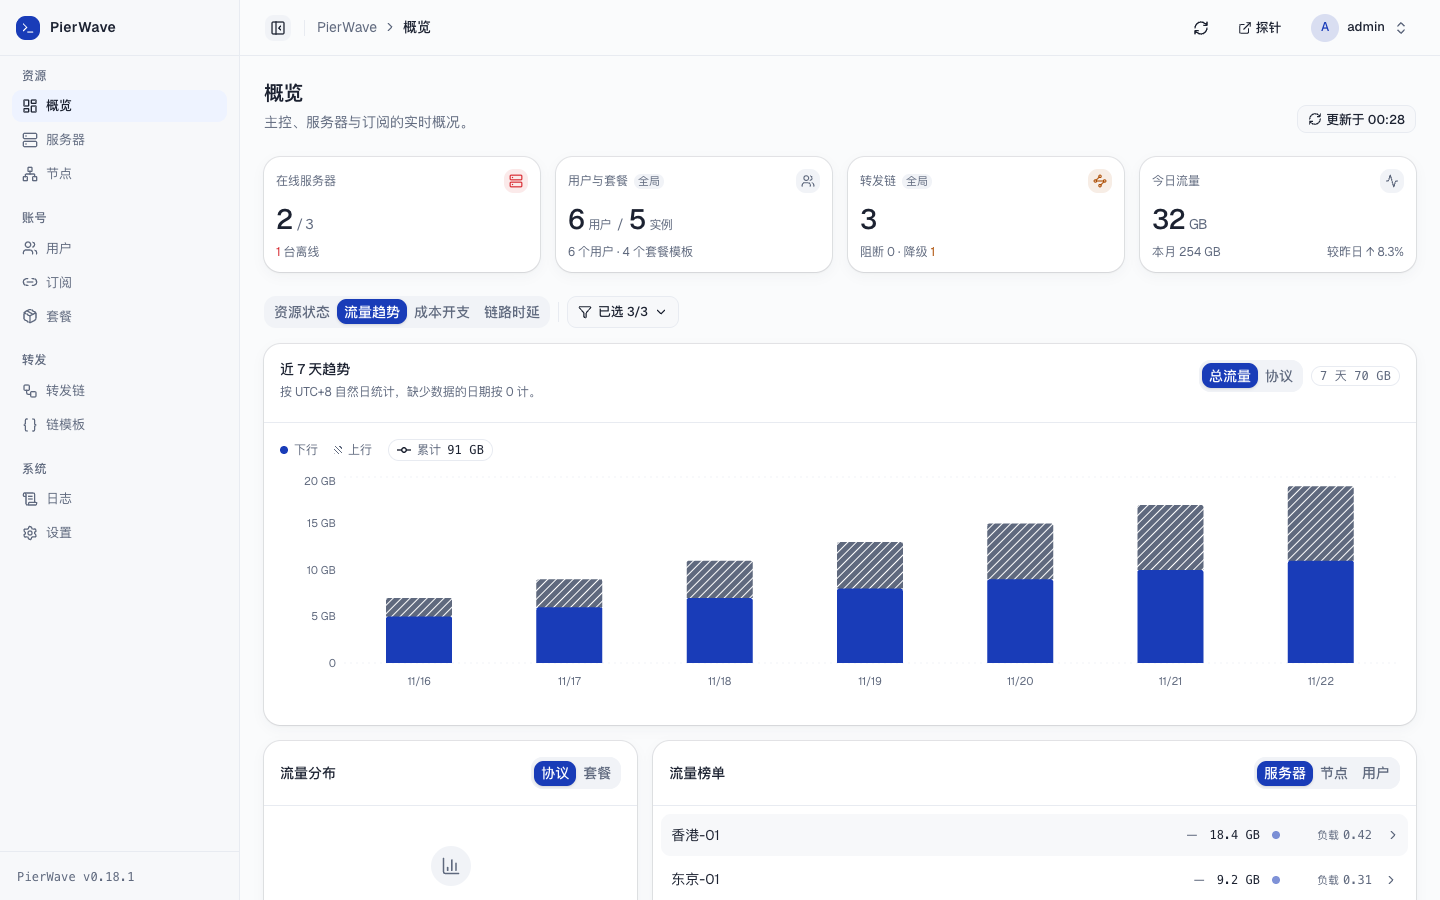 PierWave
资源
概览
服务器
节点
账号
用户
订阅
套餐
转发
转发链
链模板
系统
日志
设置
PierWave v0.18.1
PierWave > 概览
探针
A admin
概览
主控、服务器与订阅的实时概况。
更新于 00:28
在线服务器
2 / 3
1 台离线
用户与套餐 全局
6 用户 / 5 实例
6 个用户 · 4 个套餐模板
转发链 全局
3
阻断 0 · 降级 1
今日流量
32 GB
本月 254 GB 较昨日 ↑ 8.3%
资源状态 流量趋势 成本开支 链路时延 已选 3/3
近 7 天趋势
按 UTC+8 自然日统计，缺少数据的日期按 0 计。
总流量 协议 7 天 70 GB
下行 上行 累计 91 GB
20 GB
15 GB
10 GB
5 GB
0
11/16 11/17 11/18 11/19 11/20 11/21 11/22
流量分布
协议 套餐
流量榜单
服务器 节点 用户
香港-01 — 18.4 GB 负载 0.42
东京-01 — 9.2 GB 负载 0.31